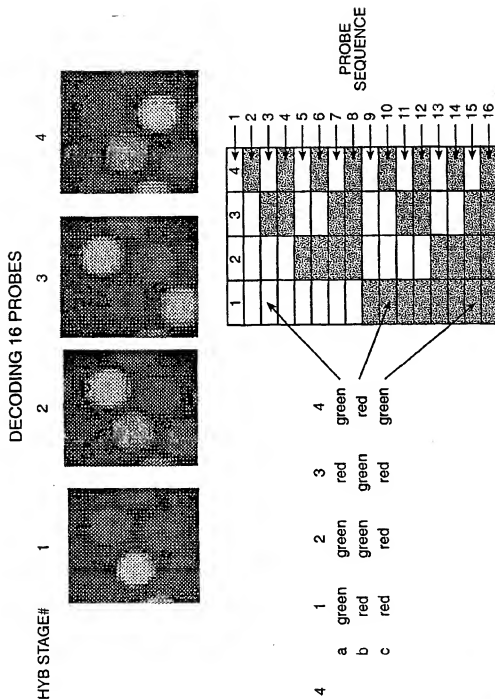 DECODING 16 PROBES
HYB STAGE# 1 2 3 4
1 2 3 4
a green green red green
b red green green red
c red red red green
4
1 2 3 4
1
2
3
4
5
6
7
8
9
10
11
12
13
14
15
16
PROBE
SEQUENCE